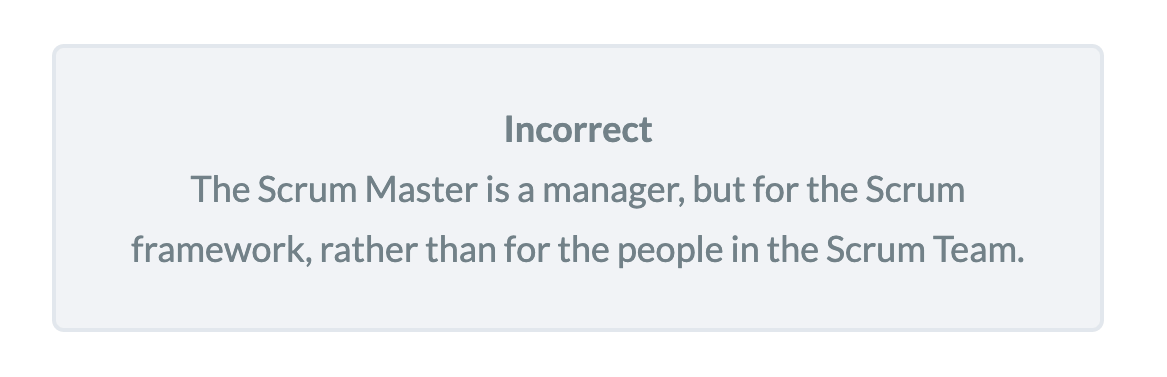 Incorrect
The Scrum Master is a manager, but for the Scrum
framework, rather than for the people in the Scrum Team.